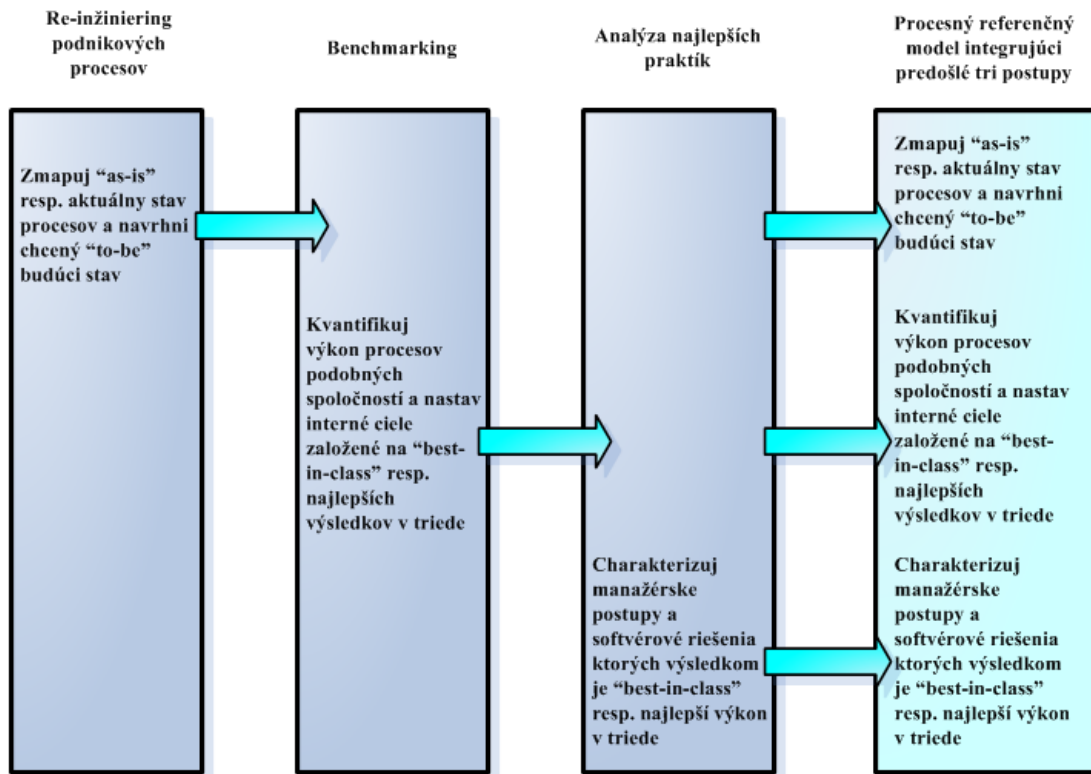 Re-inžiniering
podnikových
procesov
Benchmarking
Analýza najlepších
praktík
Procesný referenčný
model integrujúci
predošlé tri postupy
Zmapuj “as-is”
resp. aktuálny stav
procesov a navrhni
chcený “to-be”
budúci stav
Kvantifikuj
výkon procesov
podobných
spoločností a nastav
interné ciele
založené na “best-
in-class” resp.
najlepších
výsledkov v triede
Charakterizuj
manažérske
postupy a
softvérové riešenia
ktorých výsledkom
je “best-in-class”
resp. najlepší výkon
v triede
Zmapuj “as-is”
resp. aktuálny stav
procesov a navrhni
chcený “to-be”
budúci stav
Kvantifikuj
výkon procesov
podobných
spoločností a nastav
interné ciele
založené na “best-
in-class” resp.
najlepších
výsledkov v triede
Charakterizuj
manažérske
postupy a
softvérové riešenia
ktorých výsledkom
je “best-in-class”
resp. najlepší výkon
v triede